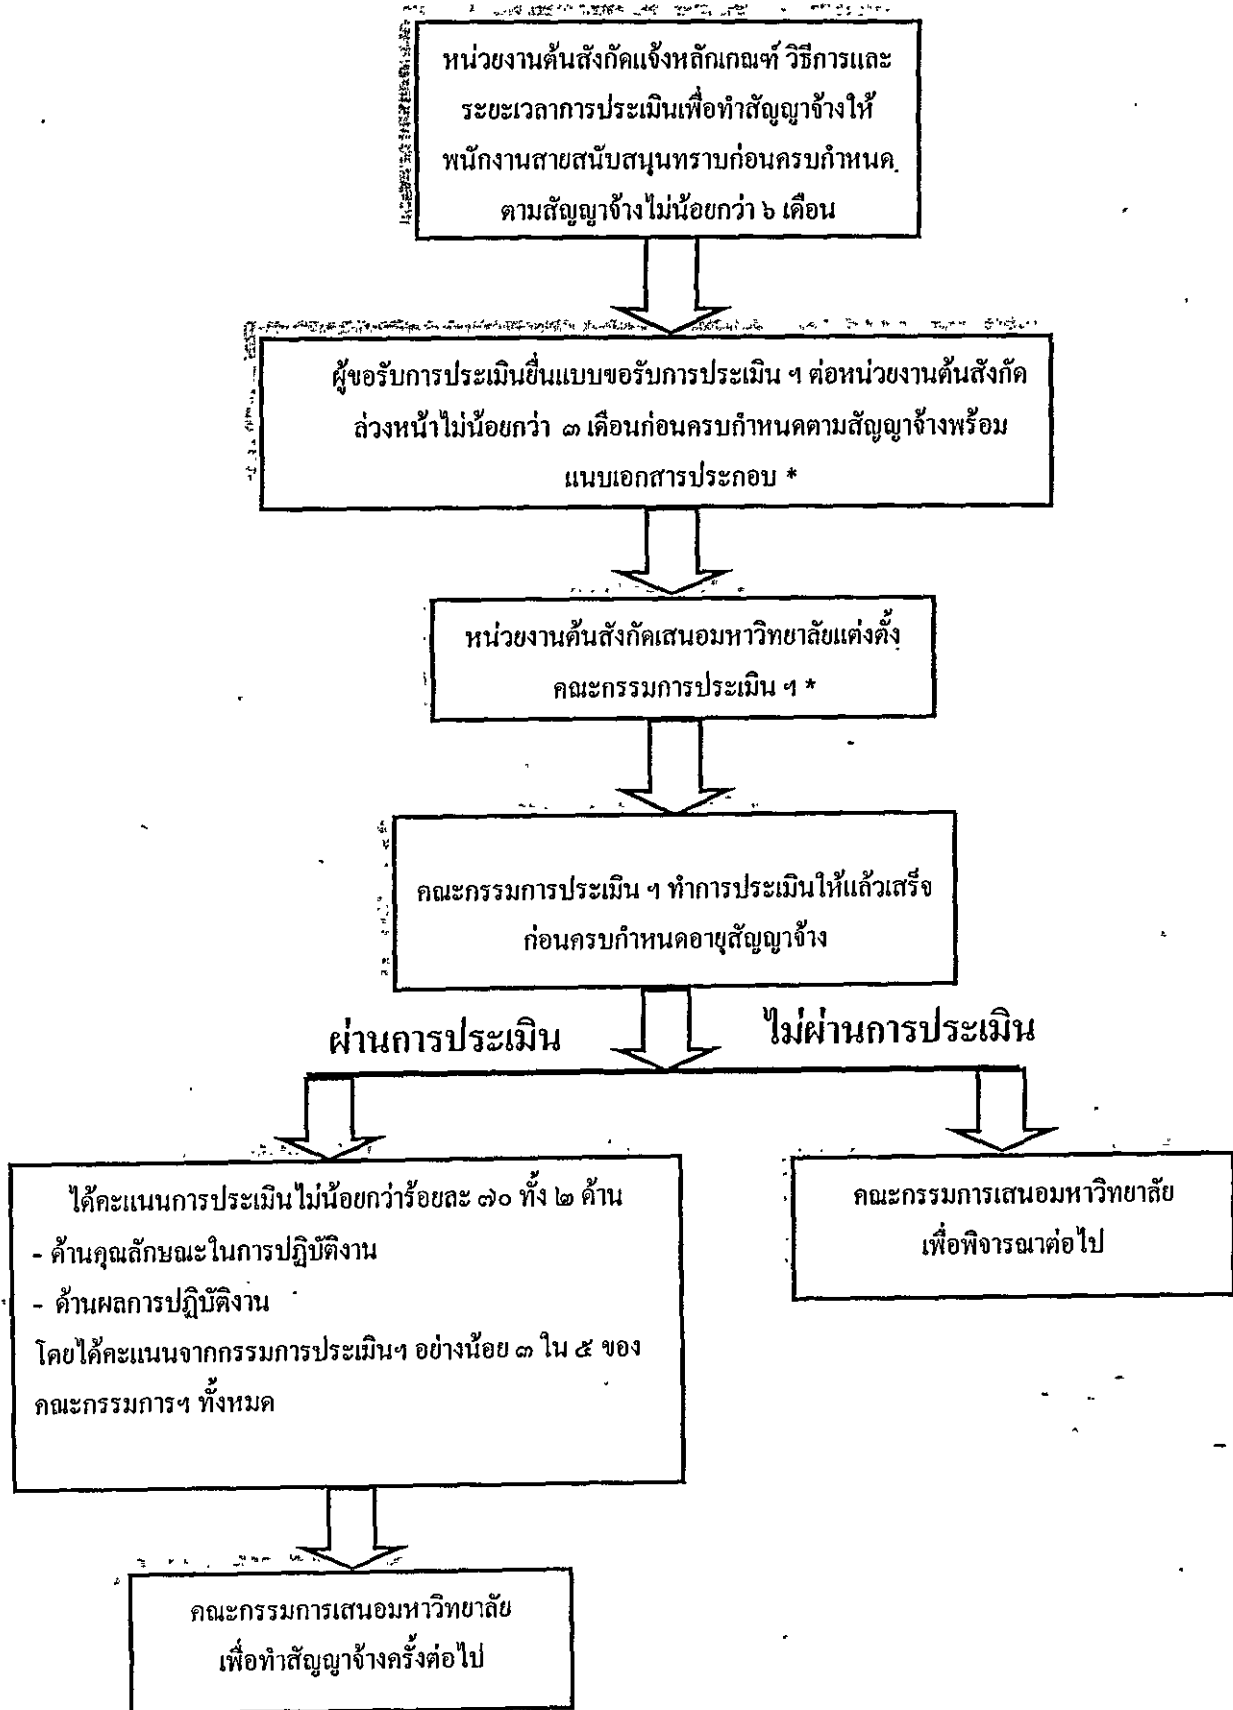 หน่วยงานต้นสังกัดแจ้งหลักเกณฑ์ วิธีการและ
ระยะเวลาการประเมินเพื่อทำสัญญาจ้างให้
พนักงานสายสนับสนุนทราบก่อนครบกำหนด
ตามสัญญาจ้างไม่น้อยกว่า ๖ เดือน
ผู้ขอรับการประเมินยื่นแบบขอรับการประเมิน ฯ ต่อหน่วยงานต้นสังกัด
ล่วงหน้าไม่น้อยกว่า ๓ เดือนก่อนครบกำหนดตามสัญญาจ้างพร้อม
แนบเอกสารประกอบ *
หน่วยงานต้นสังกัดเสนอมหาวิทยาลัยแต่งตั้ง
คณะกรรมการประเมิน ฯ *
คณะกรรมการประเมิน ฯ ทำการประเมินให้แล้วเสร็จ
ก่อนครบกำหนดอายุสัญญาจ้าง
ผ่านการประเมิน
ไม่ผ่านการประเมิน
ได้คะแนนการประเมินไม่น้อยกว่าร้อยละ ๗๐ ทั้ง ๒ ด้าน
- ด้านคุณลักษณะในการปฏิบัติงาน
- ด้านผลการปฏิบัติงาน
โดยได้คะแนนจากกรรมการประเมินฯ อย่างน้อย ๓ ใน ๕ ของ
คณะกรรมการฯ ทั้งหมด
คณะกรรมการเสนอมหาวิทยาลัย
เพื่อพิจารณาต่อไป
คณะกรรมการเสนอมหาวิทยาลัย
เพื่อทำสัญญาจ้างครั้งต่อไป